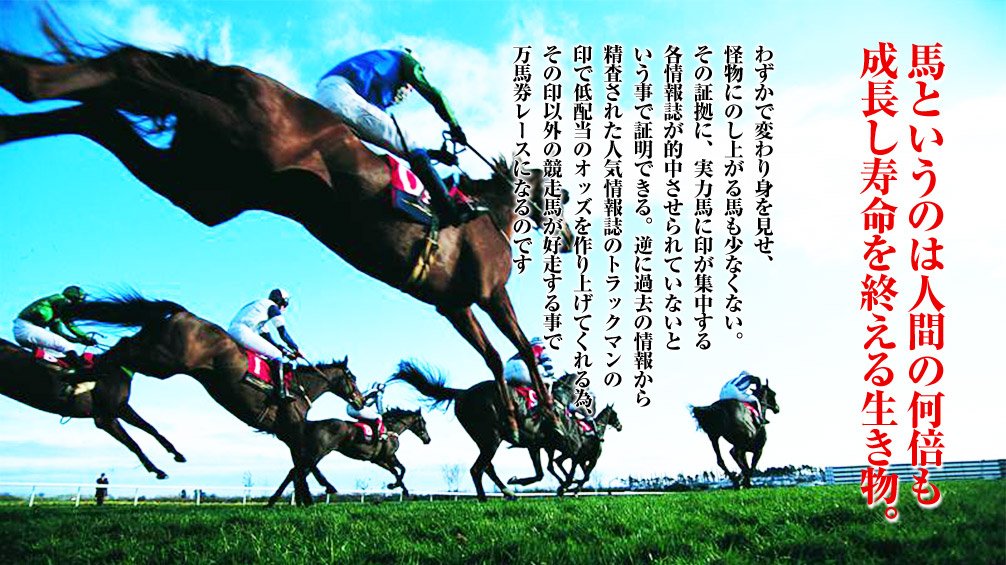 馬というのは人間の何倍も
成長し寿命を終える生き物。
わずかで変わり身を見せ、
怪物にのし上がる馬も少なくない。
その証拠に、実力馬に印が集中する
各情報誌が的中させられていないと
いう事で証明できる。逆に過去の情報から
精査された人気情報誌のトラックマンの
印で低配当のオッズを作り上げてくれる為、
その印以外の競走馬が好走する事で
万馬券レースになるのです
1